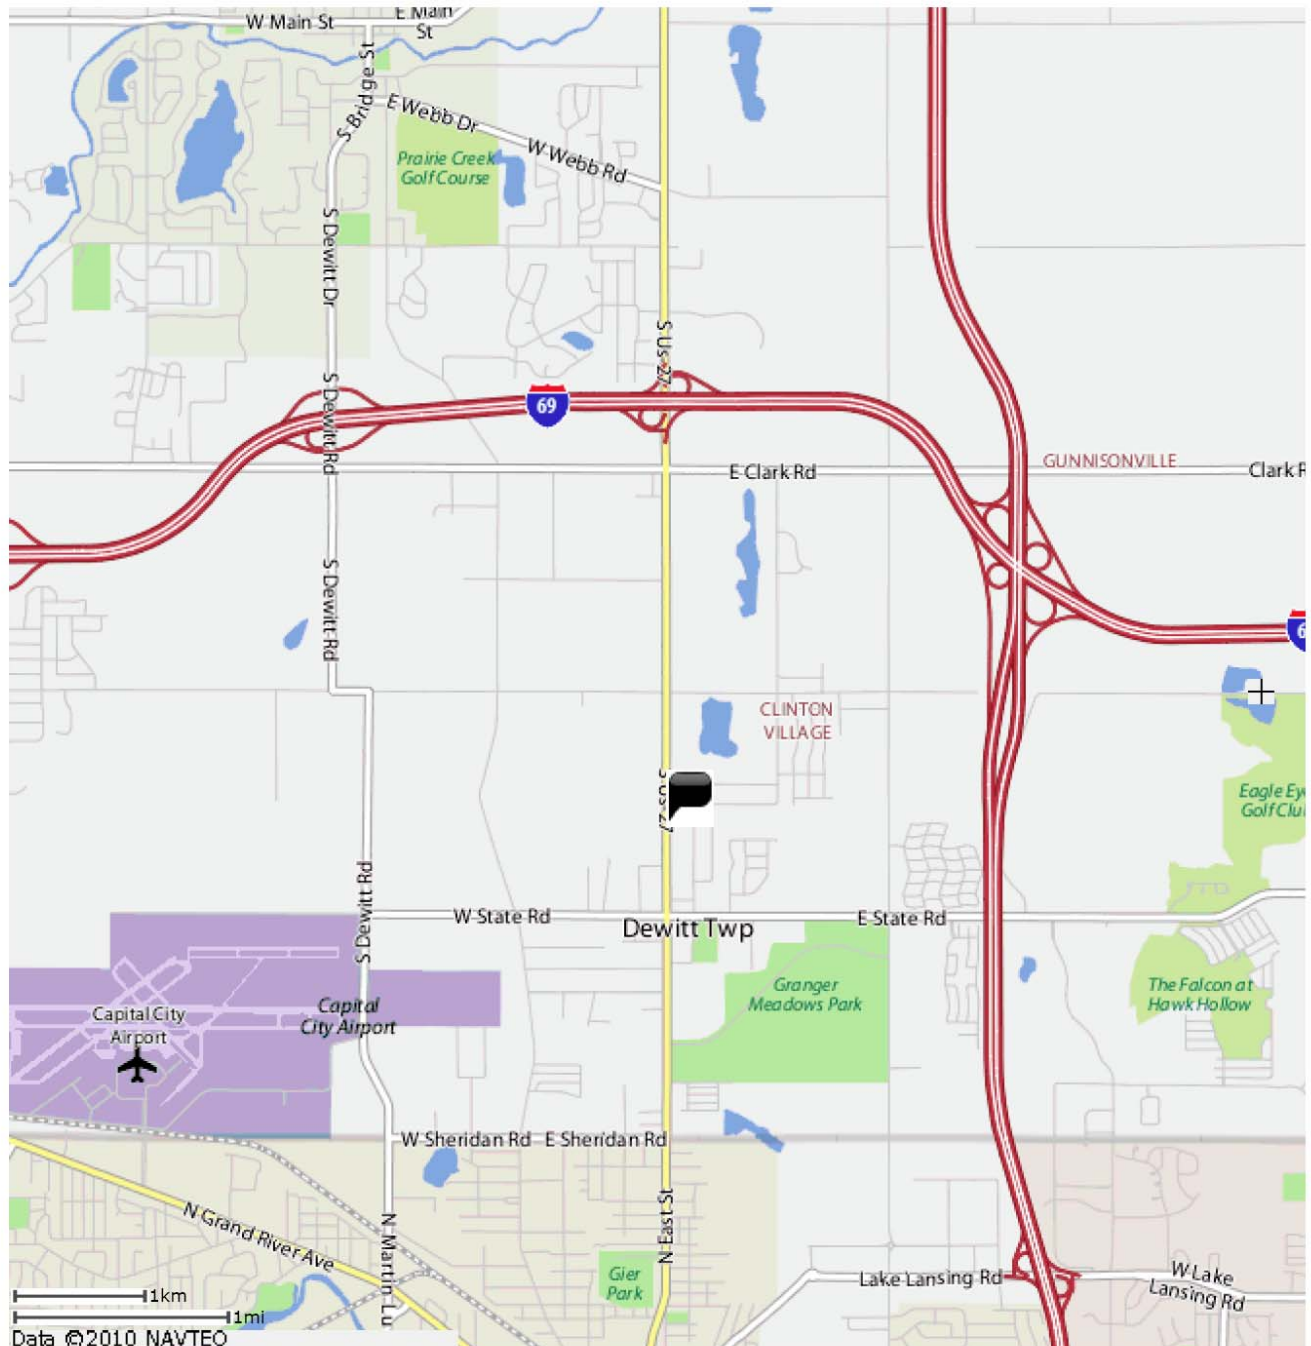 W Main St
E Main
St
S Bridge St
E Webb Dr
W Webb Rd
Prairie Creek
Golf Course
S Dewitt Dr
S Us-27
S Dewitt Rd
69
E Clark Rd
GUNNISONVILLE
Clark R
S Dewitt Rd
6
CLINTON
VILLAGE
S Us-27
Eagle Ey
Golf Clu
S Dewitt Rd
W State Rd
Dewitt Twp
E State Rd
Capital City
Airport
Capital
City Airport
Granger
Meadows Park
The Falcon at
Hawk Hollow
W Sheridan Rd
E Sheridan Rd
N Grand River Ave
N Martin Lu
N East St
Gier
Park
Lake Lansing Rd
W Lake
Lansing Rd
1km
1mi
Data ©2010 NAVTEQ